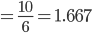 = 10/6 = 1.667